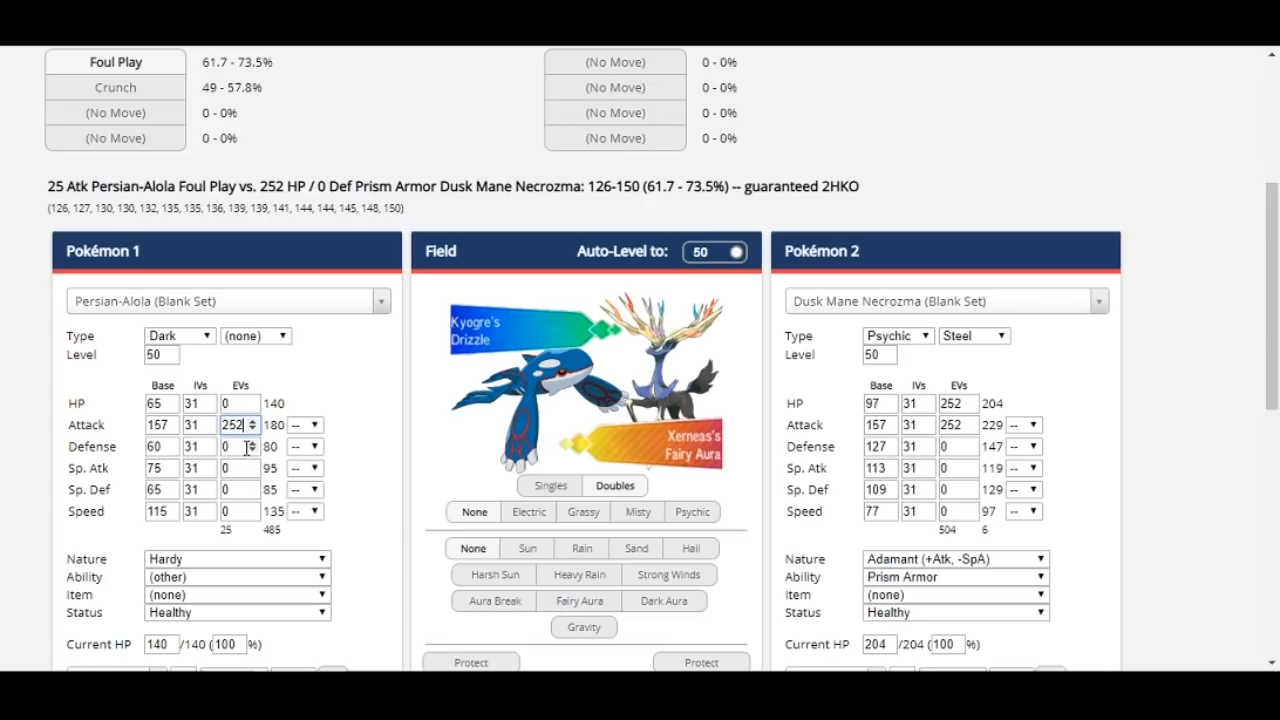 Foul Play 61.7 - 73.5% (No Move) 0 - 0%
Crunch 49 - 57.8% (No Move) 0 - 0%
(No Move) 0 - 0% (No Move) 0 - 0%
(No Move) 0 - 0% (No Move) 0 - 0%
25 Atk Persian-Alola Foul Play vs. 252 HP / 0 Def Prism Armor Dusk Mane Necrozma: 126-150 (61.7 - 73.5%) -- guaranteed 2HKO
(126, 127, 130, 130, 132, 135, 135, 136, 139, 139, 141, 144, 144, 145, 148, 150)
Pokémon 1
Persian-Alola (Blank Set)
Type Dark (none)
Level 50
Base IVs EVs
HP 65 31 0 140
Attack 157 31 252 180 --
Defense 60 31 0 80 --
Sp. Atk 75 31 0 95 --
Sp. Def 65 31 0 85 --
Speed 115 31 0 135 --
25 485
Nature Hardy
Ability (other)
Item (none)
Status Healthy
Current HP 140 /140 (100 %)
Field Auto-Level to: 50
Kyogre's
Drizzle
Xerneas's
Fairy Aura
Singles Doubles
None Electric Grassy Misty Psychic
None Sun Rain Sand Hail
Harsh Sun Heavy Rain Strong Winds
Aura Break Fairy Aura Dark Aura
Gravity
Protect Protect
Pokémon 2
Dusk Mane Necrozma (Blank Set)
Type Psychic Steel
Level 50
Base IVs EVs
HP 97 31 252 204
Attack 157 31 252 229 --
Defense 127 31 0 147 --
Sp. Atk 113 31 0 119 --
Sp. Def 109 31 0 129 --
Speed 77 31 0 97 --
504 6
Nature Adamant (+Atk, -SpA)
Ability Prism Armor
Item (none)
Status Healthy
Current HP 204 /204 (100 %)